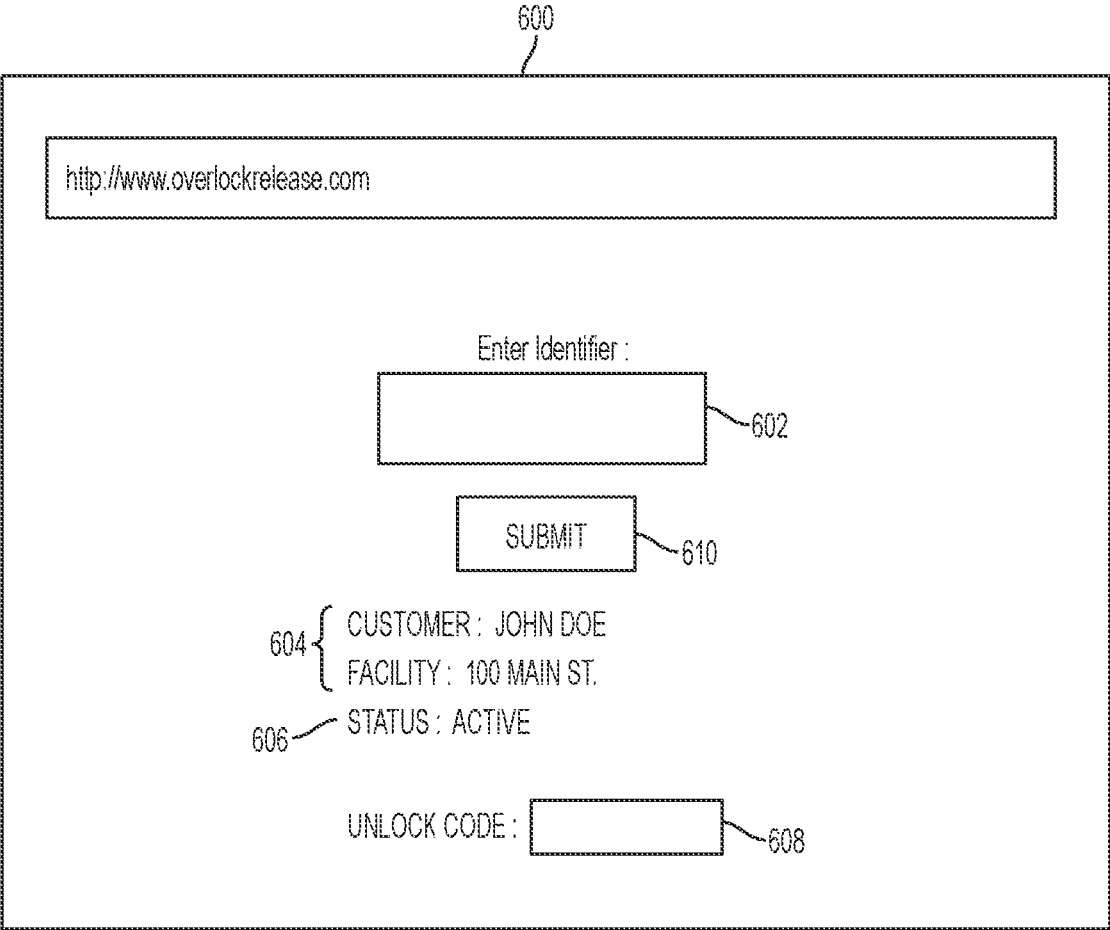 600
http://www.overlockrelease.com
Enter Identifier :
602
SUBMIT
610
604
CUSTOMER : JOHN DOE
FACILITY : 100 MAIN ST.
606
STATUS : ACTIVE
UNLOCK CODE :
608